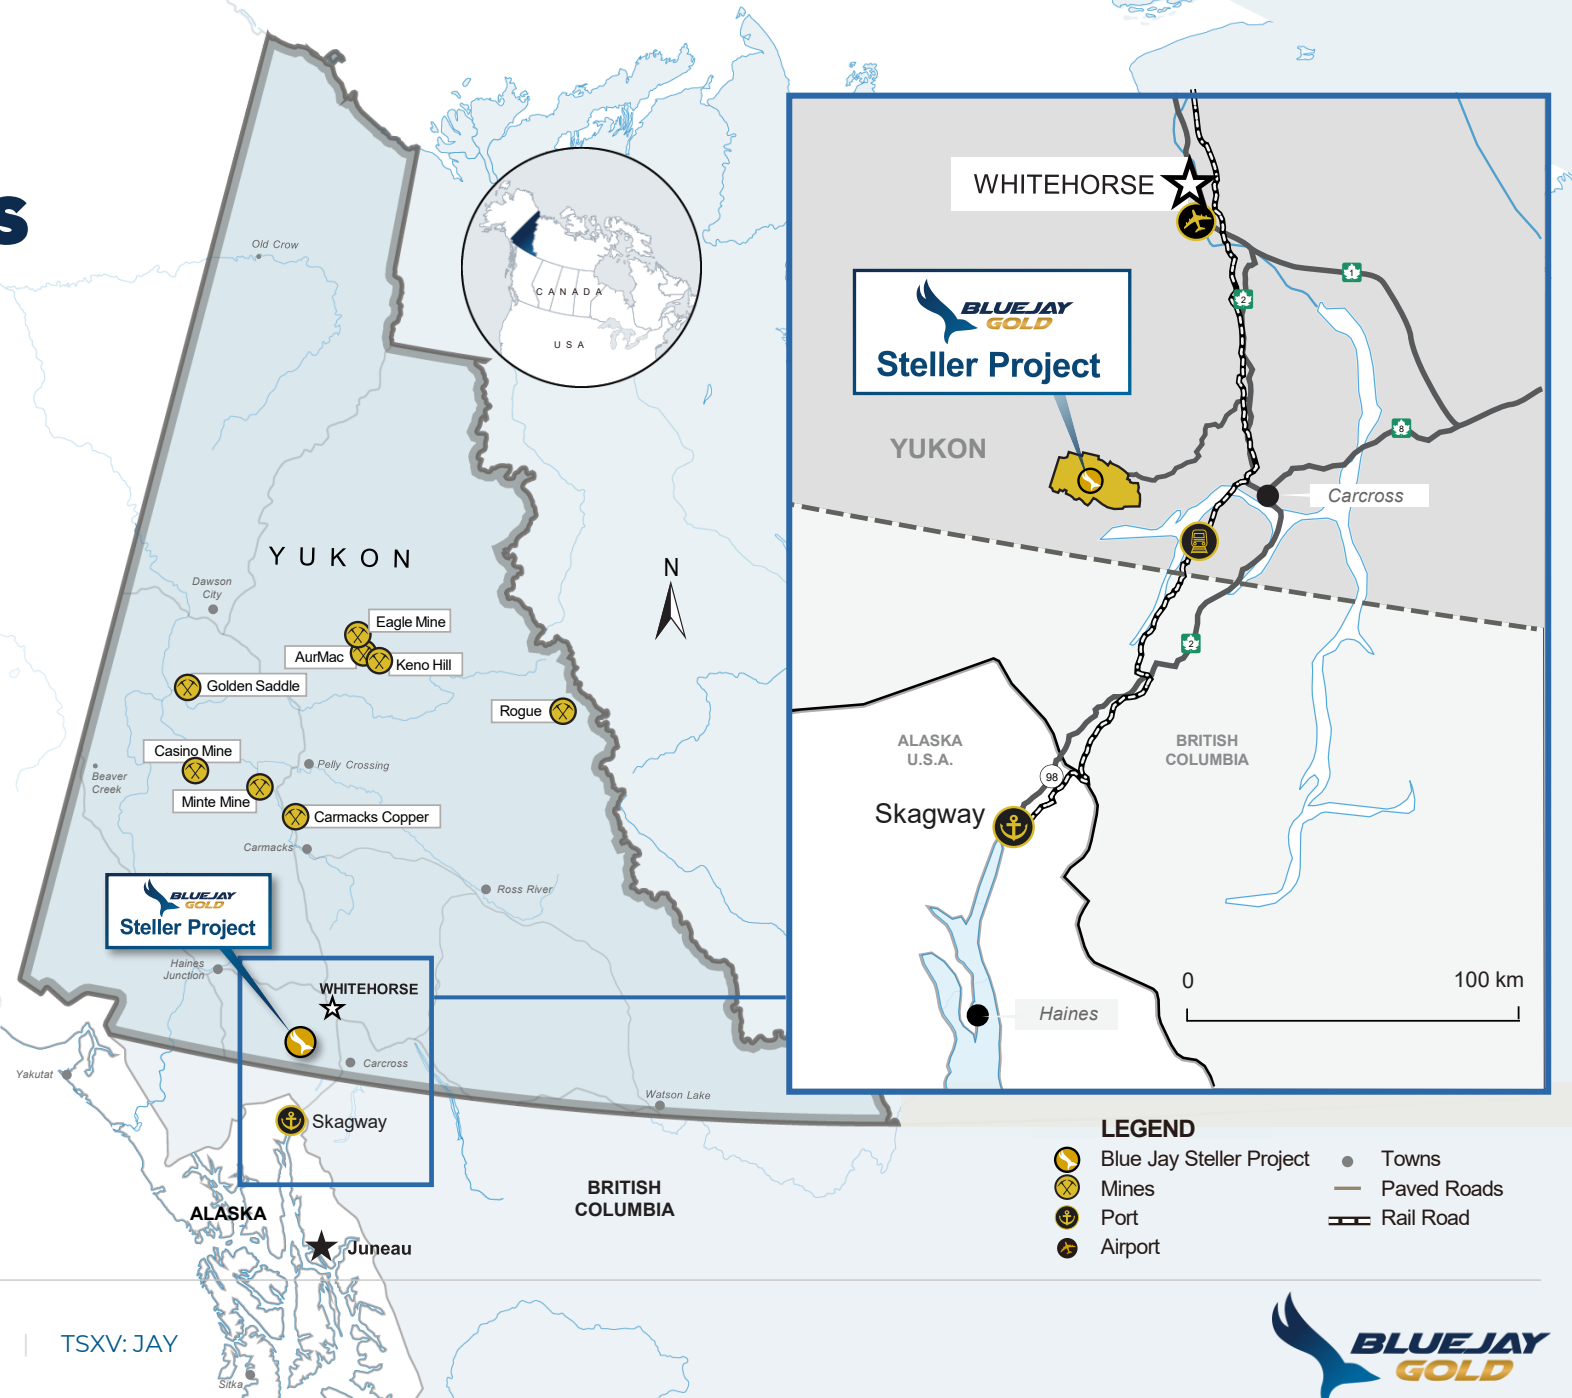 s
Old Crow
CANADA
USA
YUKON
N
Dawson
City
Eagle Mine
AurMac
Keno Hill
Golden Saddle
Rogue
Casino Mine
Beaver
Creek
Pelly Crossing
Minte Mine
Carmacks Copper
Carmacks
Ross River
BLUEJAY
GOLD
Steller Project
Haines
Junction
WHITEHORSE
Carcross
Yakutat
Watson Lake
Skagway
ALASKA
BRITISH
COLUMBIA
Juneau
Sitka
WHITEHORSE
1
2
BLUEJAY
GOLD
Steller Project
YUKON
8
Carcross
2
ALASKA
U.S.A.
BRITISH
COLUMBIA
98
Skagway
0 100 km
Haines
LEGEND
Blue Jay Steller Project
Mines
Port
Airport
Towns
Paved Roads
Rail Road
TSXV: JAY
BLUEJAY
GOLD